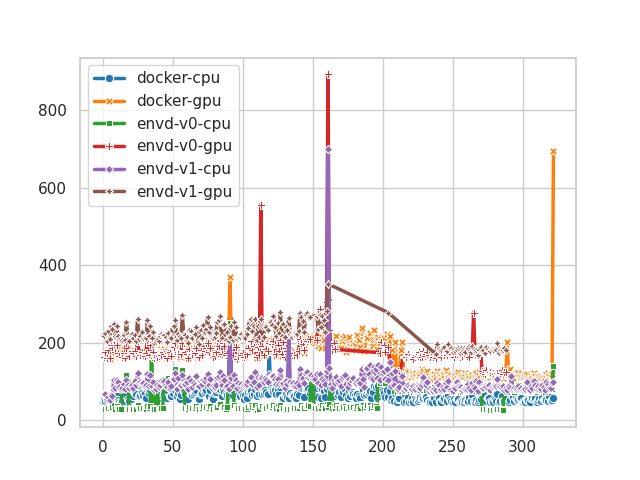 docker-cpu
docker-gpu
envd-v0-cpu
envd-v0-gpu
envd-v1-cpu
envd-v1-gpu
800
600
400
200
0
0 50 100 150 200 250 300